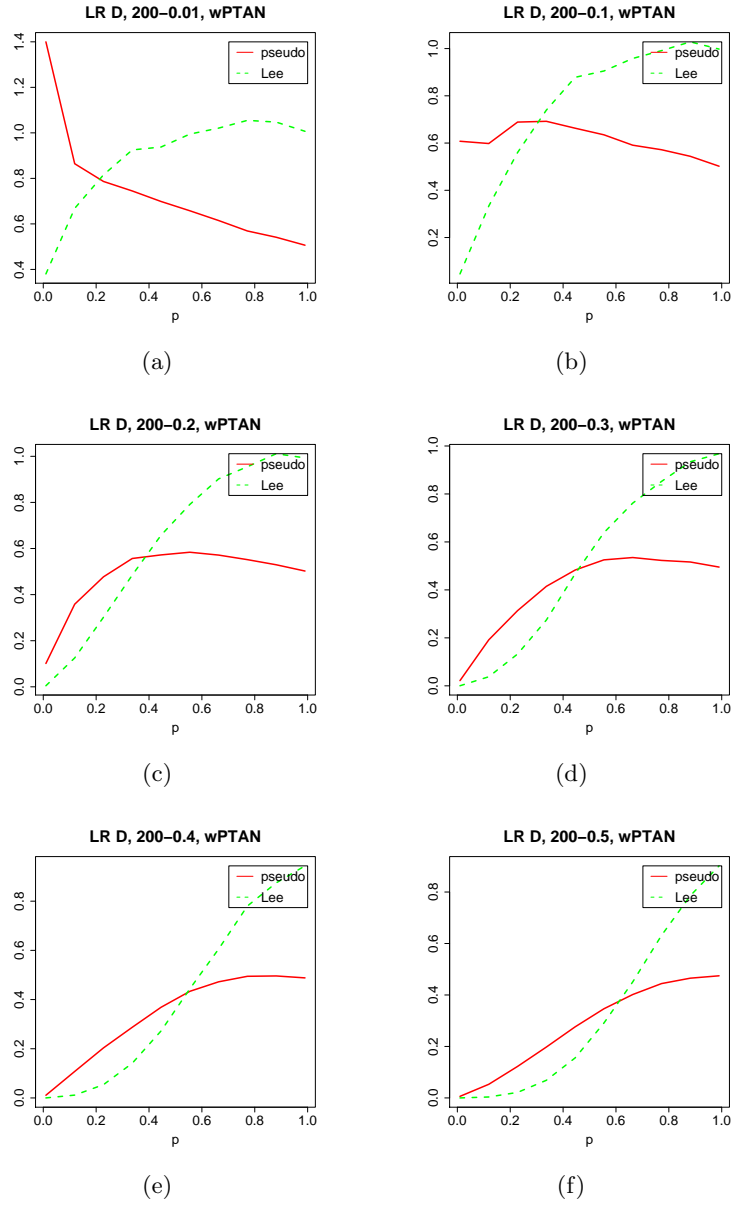 LR D, 200−0.01, wPTAN
pseudo
Lee
0.4 0.6 0.8 1.0 1.2 1.4
0.0 0.2 0.4 0.6 0.8 1.0
p
(a)
LR D, 200−0.1, wPTAN
pseudo
Lee
0.2 0.4 0.6 0.8 1.0
0.0 0.2 0.4 0.6 0.8 1.0
p
(b)
LR D, 200−0.2, wPTAN
pseudo
Lee
0.0 0.2 0.4 0.6 0.8 1.0
0.0 0.2 0.4 0.6 0.8 1.0
p
(c)
LR D, 200−0.3, wPTAN
pseudo
Lee
0.0 0.2 0.4 0.6 0.8 1.0
0.0 0.2 0.4 0.6 0.8 1.0
p
(d)
LR D, 200−0.4, wPTAN
pseudo
Lee
0.0 0.2 0.4 0.6 0.8
0.0 0.2 0.4 0.6 0.8 1.0
p
(e)
LR D, 200−0.5, wPTAN
pseudo
Lee
0.0 0.2 0.4 0.6 0.8
0.0 0.2 0.4 0.6 0.8 1.0
p
(f)